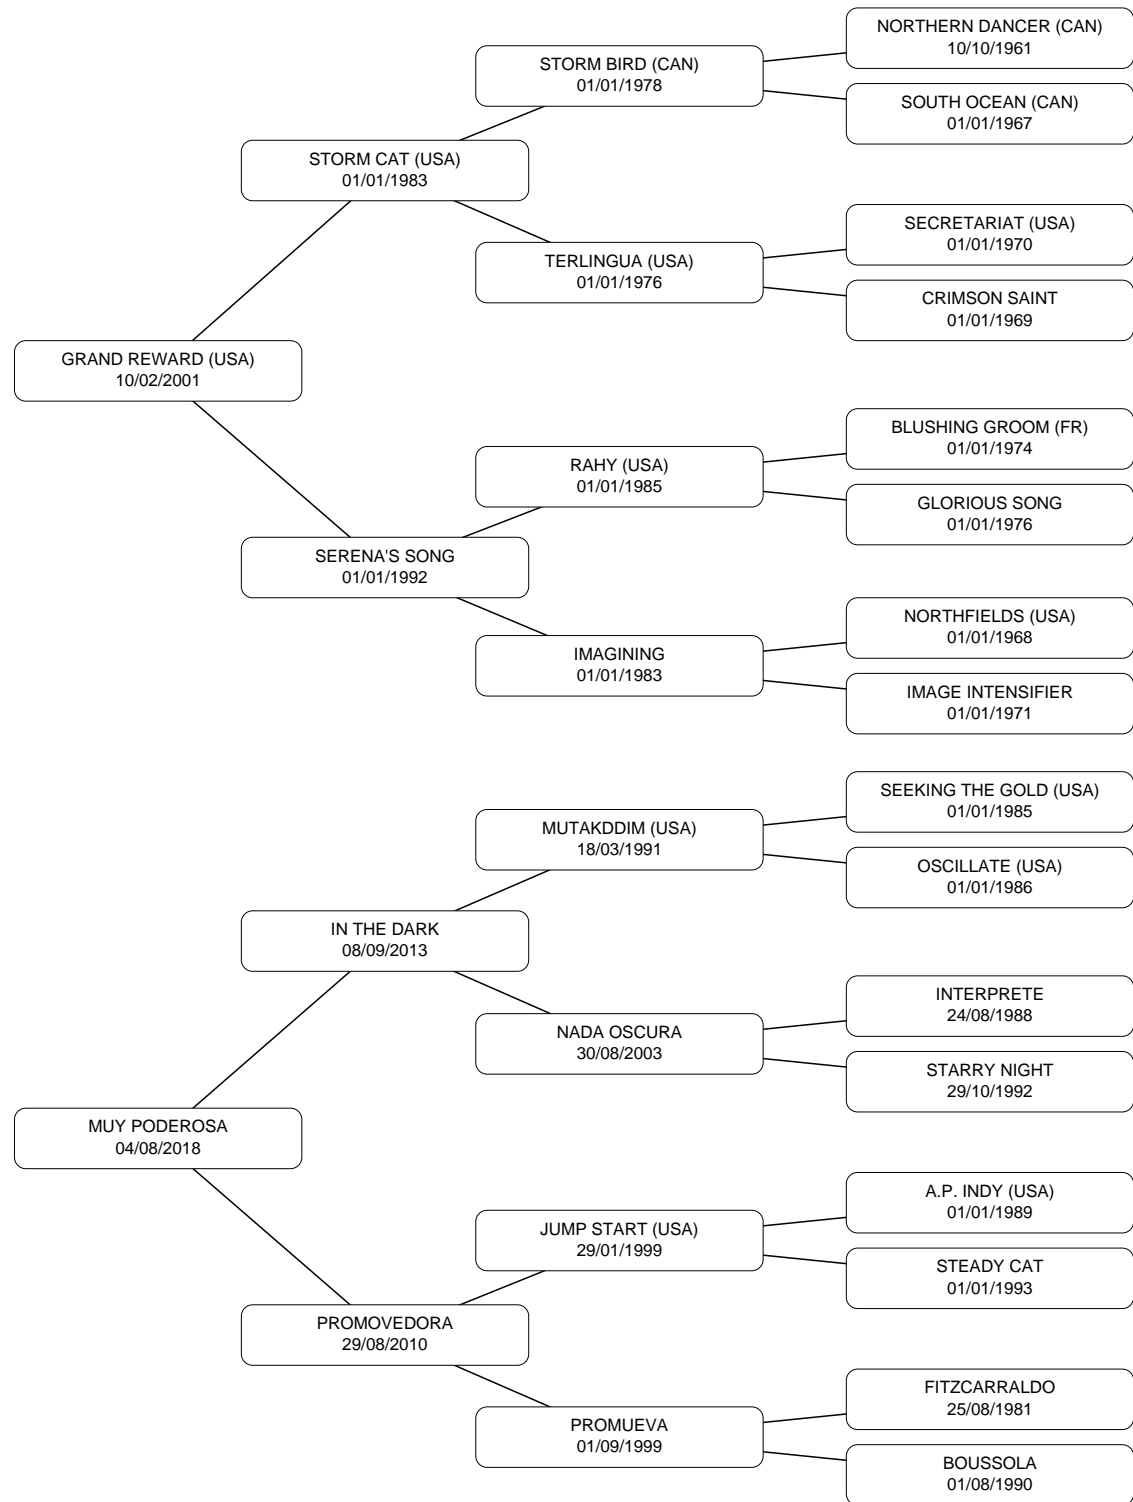 NORTHERN DANCER (CAN)
10/10/1961
STORM BIRD (CAN)
01/01/1978
SOUTH OCEAN (CAN)
01/01/1967
STORM CAT (USA)
01/01/1983
SECRETARIAT (USA)
01/01/1970
TERLINGUA (USA)
01/01/1976
CRIMSON SAINT
01/01/1969
GRAND REWARD (USA)
10/02/2001
BLUSHING GROOM (FR)
01/01/1974
RAHY (USA)
01/01/1985
GLORIOUS SONG
01/01/1976
SERENA'S SONG
01/01/1992
NORTHFIELDS (USA)
01/01/1968
IMAGINING
01/01/1983
IMAGE INTENSIFIER
01/01/1971
SEEKING THE GOLD (USA)
01/01/1985
MUTAKDDIM (USA)
18/03/1991
OSCILLATE (USA)
01/01/1986
IN THE DARK
08/09/2013
INTERPRETE
24/08/1988
NADA OSCURA
30/08/2003
STARRY NIGHT
29/10/1992
MUY PODEROSA
04/08/2018
A.P. INDY (USA)
01/01/1989
JUMP START (USA)
29/01/1999
STEADY CAT
01/01/1993
PROMOVEDORA
29/08/2010
FITZCARRALDO
25/08/1981
PROMUEVA
01/09/1999
BOUSSOLA
01/08/1990